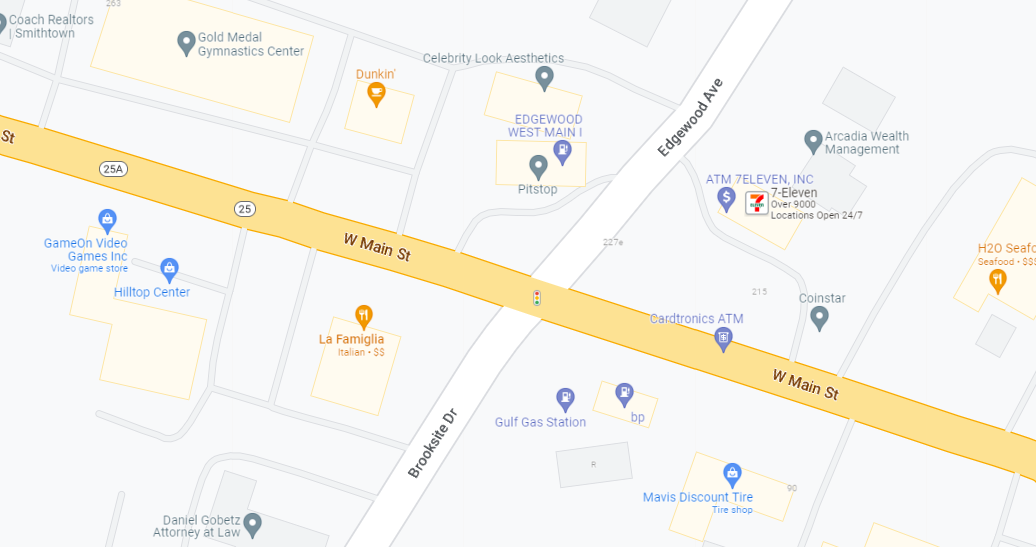 263
Coach Realtors
| Smithtown
Gold Medal
Gymnastics Center
Dunkin'
Celebrity Look Aesthetics
EDGEWOOD
WEST MAIN I
Pitstop
Edgewood Ave
Arcadia Wealth
Management
ATM 7ELEVEN, INC
7-Eleven
Over 9000
Locations Open 24/7
St
25A
25
W Main St
GameOn Video
Games Inc
Video game store
Hilltop Center
227e
H2O Seafo
Seafood • $$$
215
Coinstar
La Famiglia
Italian • $$
Cardtronics ATM
W Main St
Gulf Gas Station
bp
Brooksite Dr
R
Mavis Discount Tire
Tire shop
90
Daniel Gobetz
Attorney at Law